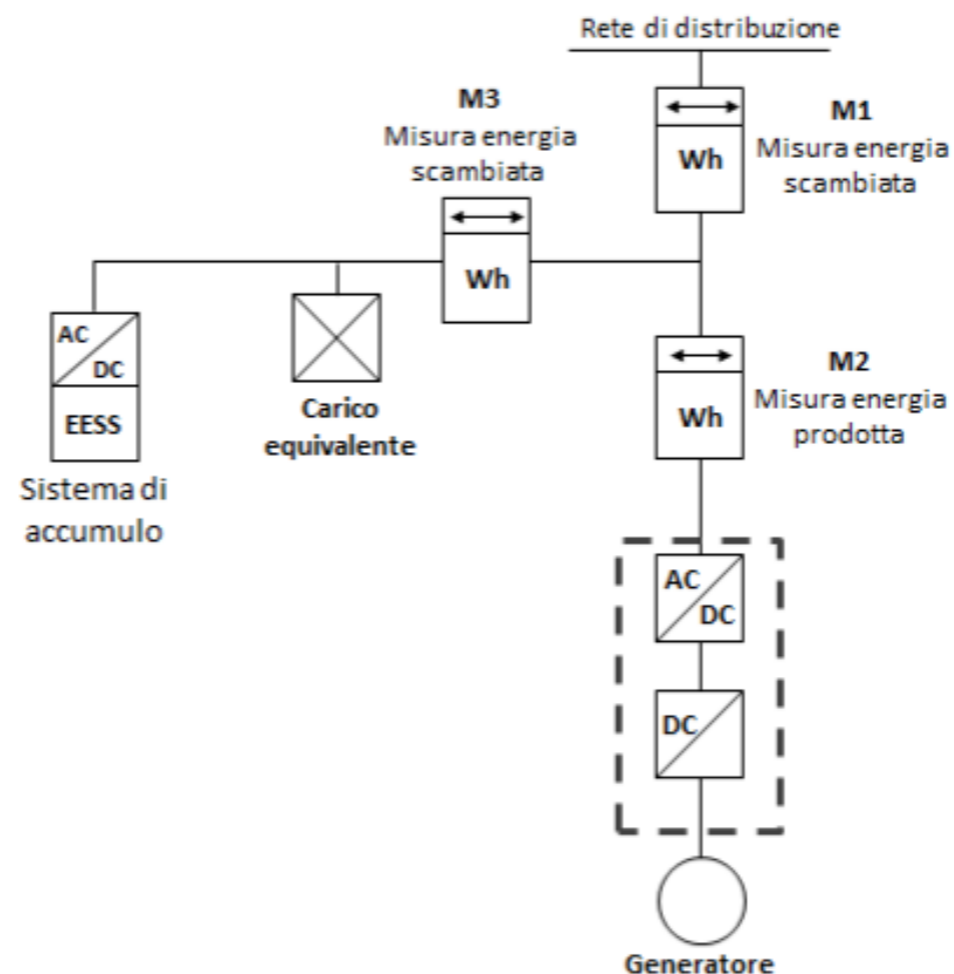 Rete di distribuzione
M3
Misura energia
scambiata
M1
Misura energia
scambiata
Wh
Wh
AC
DC
EESS
Sistema di
accumulo
Carico
equivalente
M2
Misura energia
prodotta
Wh
AC
DC
DC
Generatore